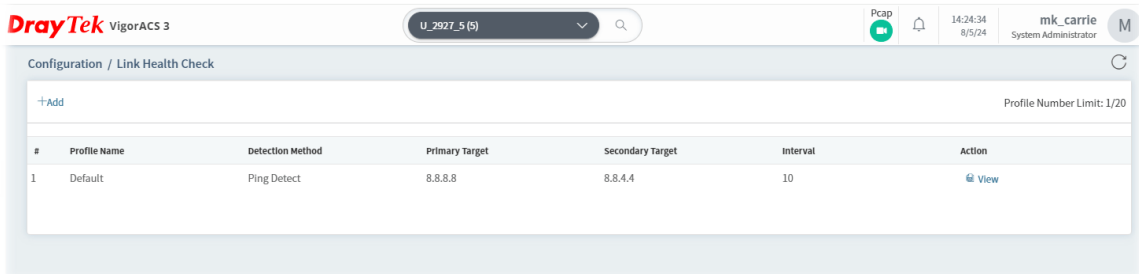 DrayTek VigorACS 3
U_2927_5 (5)
Pcap
14:24:34
8/5/24
mk_carrie
System Administrator
M
Configuration / Link Health Check
+Add
Profile Number Limit: 1/20
# Profile Name Detection Method Primary Target Secondary Target Interval Action
1 Default Ping Detect 8.8.8.8 8.8.4.4 10 View